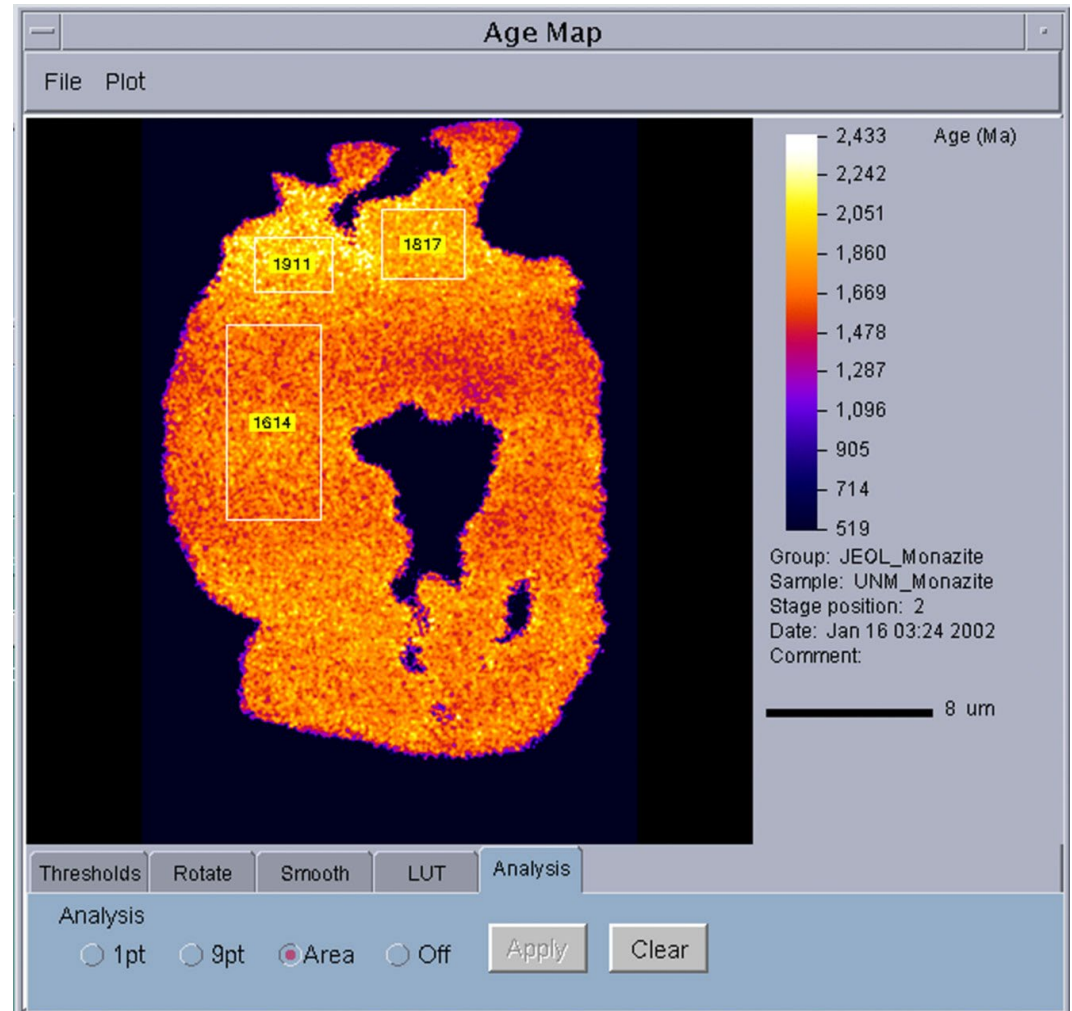 Age Map
File Plot
2,433 Age (Ma)
2,242
2,051
1,860
1,669
1,478
1,287
1,096
905
714
519
1817
1911
1614
Group: JEOL_Monazite
Sample: UNM_Monazite
Stage position: 2
Date: Jan 16 03:24 2002
Comment:
8 um
Thresholds Rotate Smooth LUT Analysis
Analysis
1pt 9pt Area Off Apply Clear